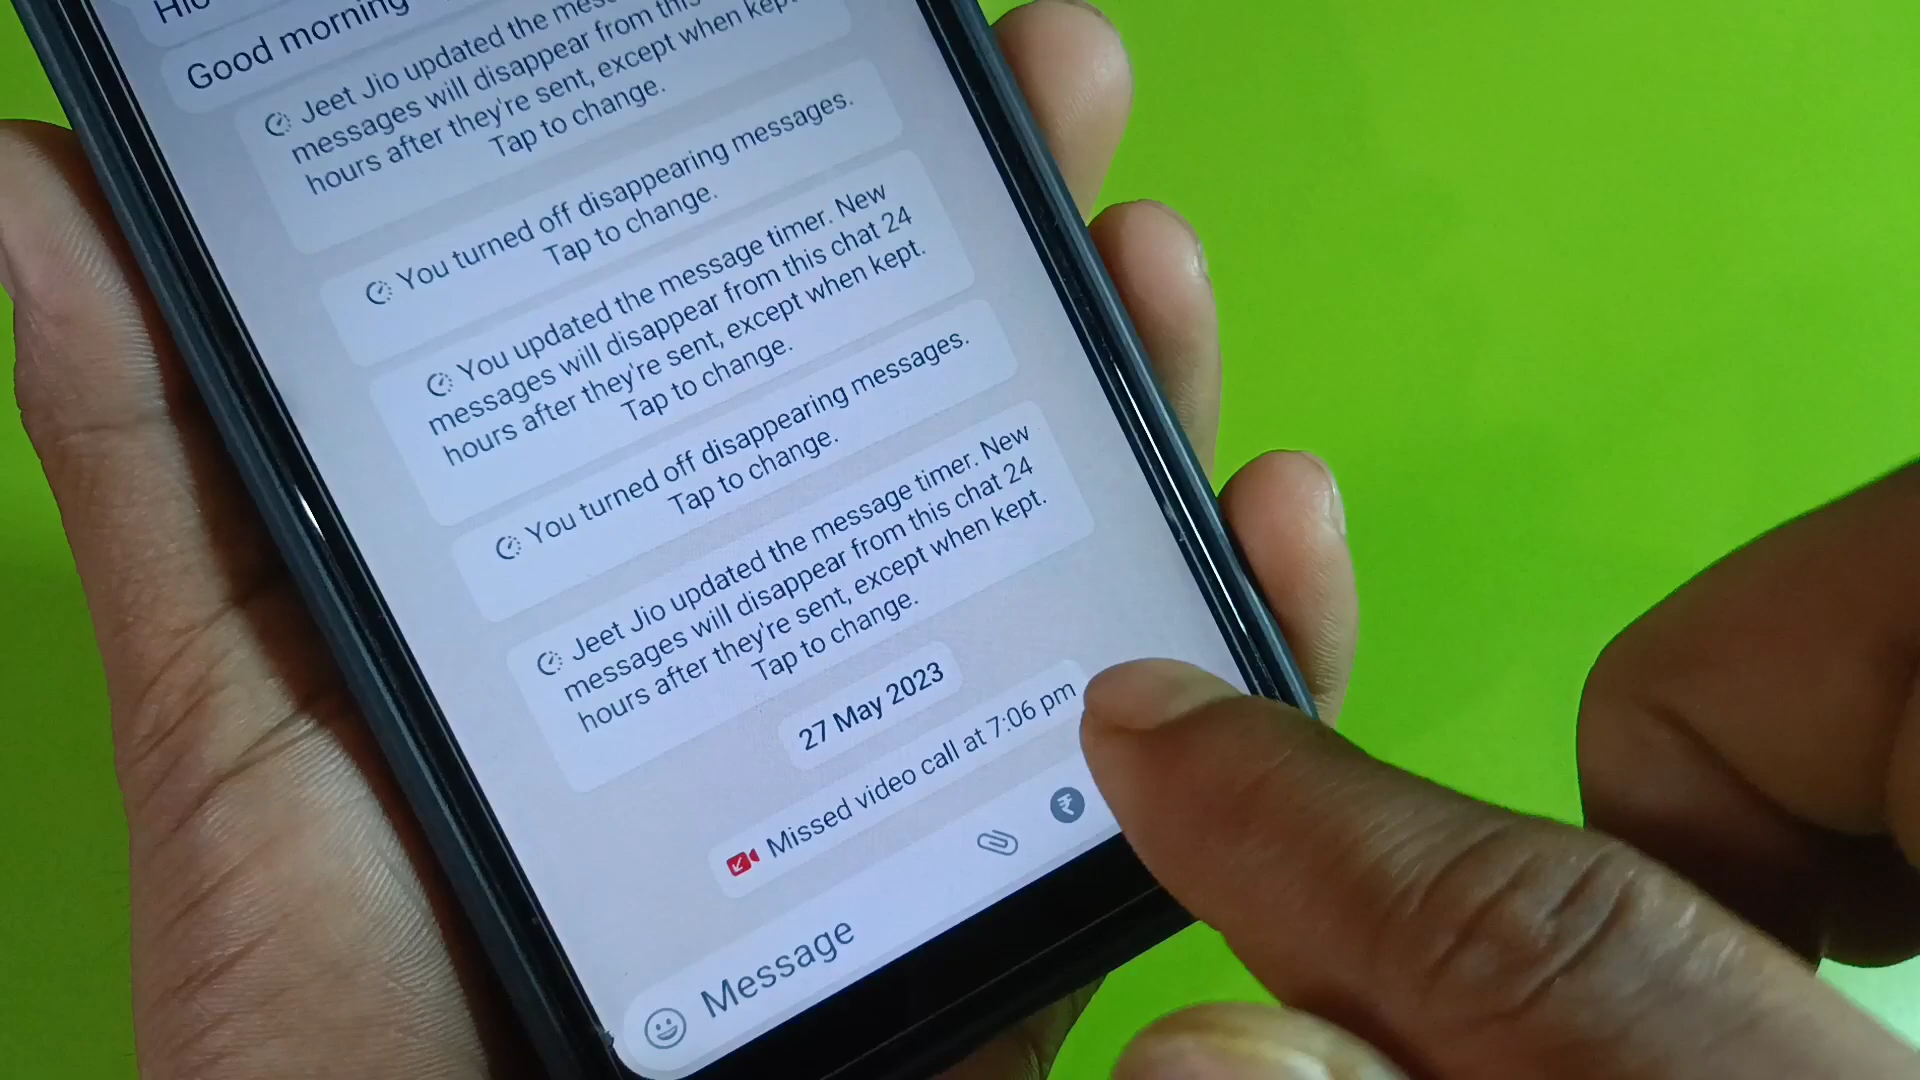 Good morning
Jeet Jio updated the
messages will disappear from this
hours after they're sent, except when kept
Tap to change.
You turned off disappearing messages.
Tap to change.
You updated the message timer. New
messages will disappear from this chat 24
hours after they're sent, except when kept.
Tap to change.
You turned off disappearing messages.
Tap to change.
Jeet Jio updated the message timer. New
messages will disappear from this chat 24
hours after they're sent, except when kept.
Tap to change.
27 May 2023
Missed video call at 7:06 pm
₹
Message